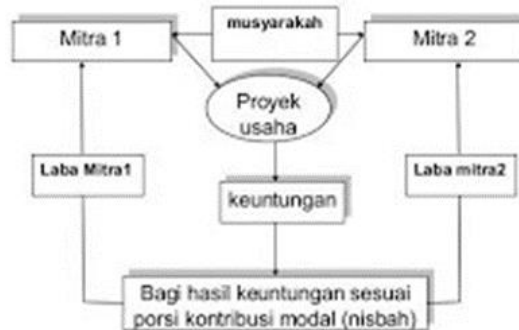 musyarakah
Mitra 1
Mitra 2
Proyek
usaha
Laba Mitra1
Laba mitra2
keuntungan
Bagi hasil keuntungan sesuai
porsi kontribusi modal (nisbah)